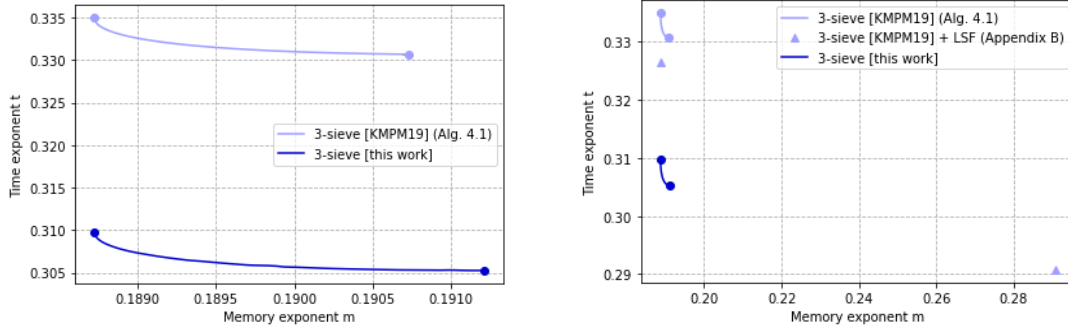 0.335
0.330
0.325
0.320
0.315
0.310
0.305
Time exponent t
3-sieve [KMPM19] (Alg. 4.1)
3-sieve [this work]
0.1890
0.1895
0.1900
0.1905
0.1910
Memory exponent m
0.33
0.32
0.31
0.30
0.29
Time exponent t
3-sieve [KMPM19] (Alg. 4.1)
3-sieve [KMPM19] + LSF (Appendix B)
3-sieve [this work]
0.20
0.22
0.24
0.26
0.28
Memory exponent m